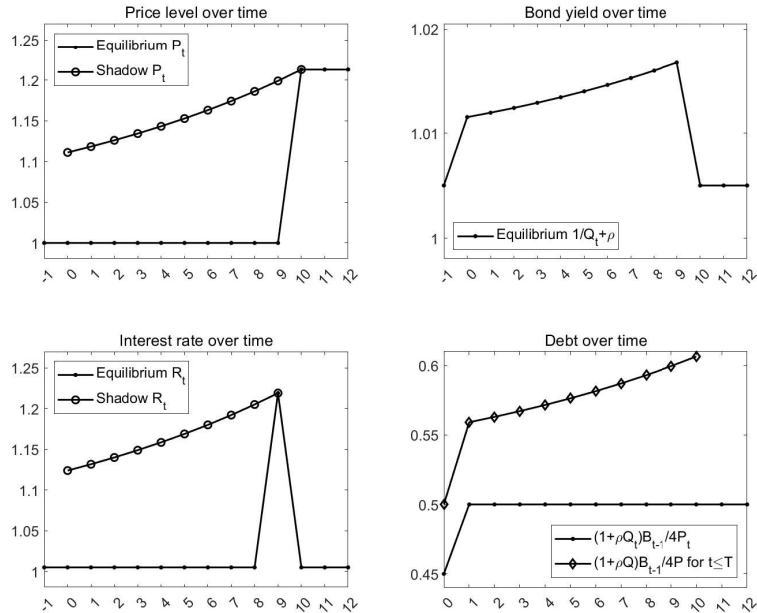 Price level over time
1.25
1.2
1.15
1.1
1.05
1
Equilibrium P_t
Shadow P_t
-1 0 1 2 3 4 5 6 7 8 9 10 11 12
Bond yield over time
1.02
1.01
1
Equilibrium 1/Q_t+ρ
-1 0 1 2 3 4 5 6 7 8 9 10 11 12
Interest rate over time
1.25
1.2
1.15
1.1
1.05
1
Equilibrium R_t
Shadow R_t
-1 0 1 2 3 4 5 6 7 8 9 10 11 12
Debt over time
0.6
0.55
0.5
0.45
(1+ρQ_t)B_{t-1}/4P_t
(1+ρQ)B_{t-1}/4P for t≤T
0 1 2 3 4 5 6 7 8 9 10 11 12